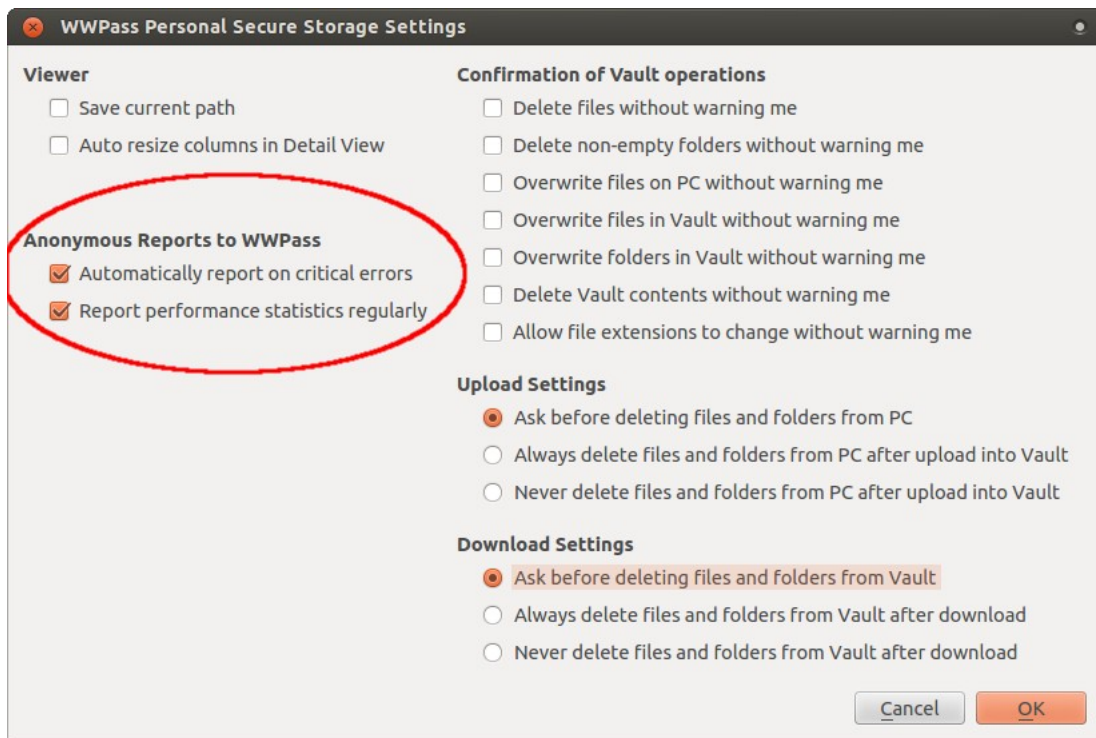 WWPass Personal Secure Storage Settings
Viewer
Save current path
Auto resize columns in Detail View
Anonymous Reports to WWPass
Automatically report on critical errors
Report performance statistics regularly
Confirmation of Vault operations
Delete files without warning me
Delete non-empty folders without warning me
Overwrite files on PC without warning me
Overwrite files in Vault without warning me
Overwrite folders in Vault without warning me
Delete Vault contents without warning me
Allow file extensions to change without warning me
Upload Settings
Ask before deleting files and folders from PC
Always delete files and folders from PC after upload into Vault
Never delete files and folders from PC after upload into Vault
Download Settings
Ask before deleting files and folders from Vault
Always delete files and folders from Vault after download
Never delete files and folders from Vault after download
Cancel
OK